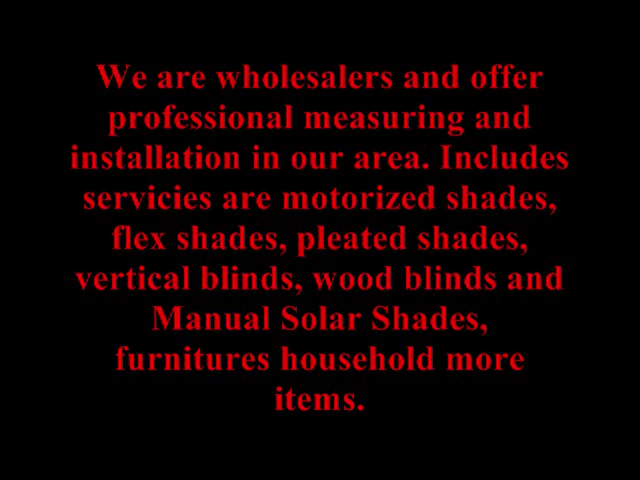 We are wholesalers and offer
professional measuring and
installation in our area. Includes
servicies are motorized shades,
flex shades, pleated shades,
vertical blinds, wood blinds and
Manual Solar Shades,
furnitures household more
items.